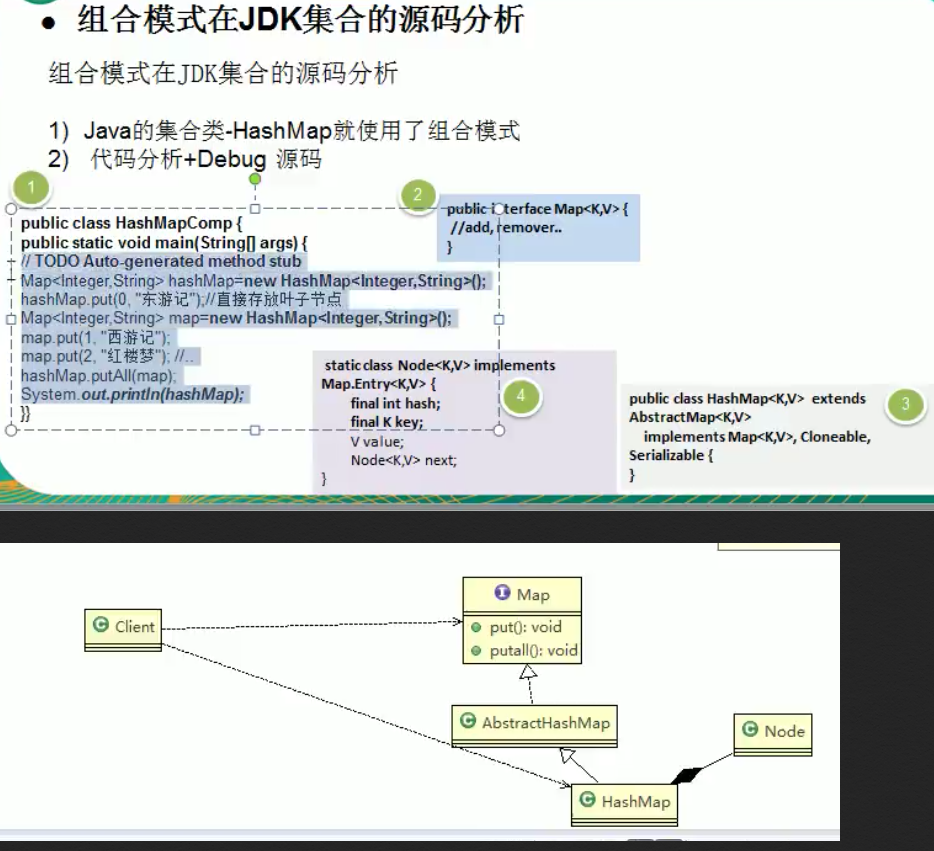 ● 组合模式在JDK集合的源码分析
组合模式在JDK集合的源码分析
1) Java的集合类-HashMap就使用了组合模式
2) 代码分析+Debug 源码
1
public class HashMapComp {
public static void main(String[] args) {
// TODO Auto-generated method stub
Map<Integer,String> hashMap=new HashMap<Integer,String>();
hashMap.put(0, "东游记");//直接存放叶子节点
Map<Integer,String> map=new HashMap<Integer,String>();
map.put(1, "西游记");
map.put(2, "红楼梦"); //..
hashMap.putAll(map);
System.out.println(hashMap);
}}
2
public interface Map<K,V> {
//add, remover..
}
static class Node<K,V> implements
Map.Entry<K,V> {
final int hash;
final K key;
V value;
Node<K,V> next;
}
4
public class HashMap<K,V> extends
AbstractMap<K,V>
implements Map<K,V>, Cloneable,
Serializable {
}
3
I Map
put(): void
putall(): void
C Client
C AbstractHashMap
C Node
C HashMap